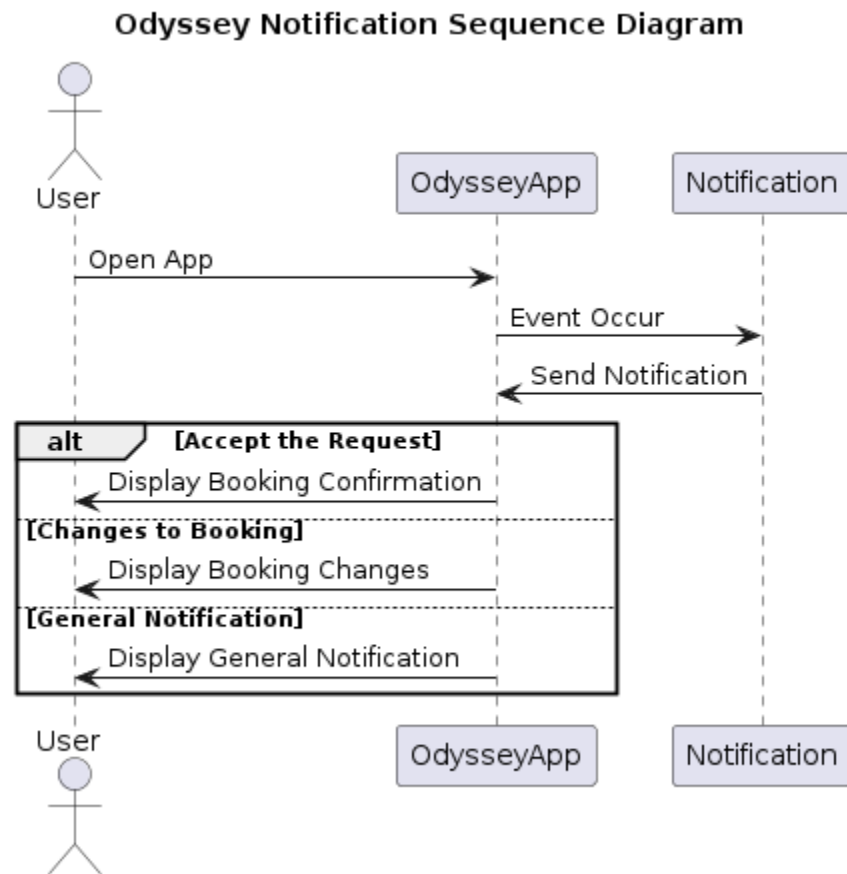 Odyssey Notification Sequence Diagram
User
OdysseyApp
Notification
Open App
Event Occur
Send Notification
alt [Accept the Request]
Display Booking Confirmation
[Changes to Booking]
Display Booking Changes
[General Notification]
Display General Notification
User
OdysseyApp
Notification